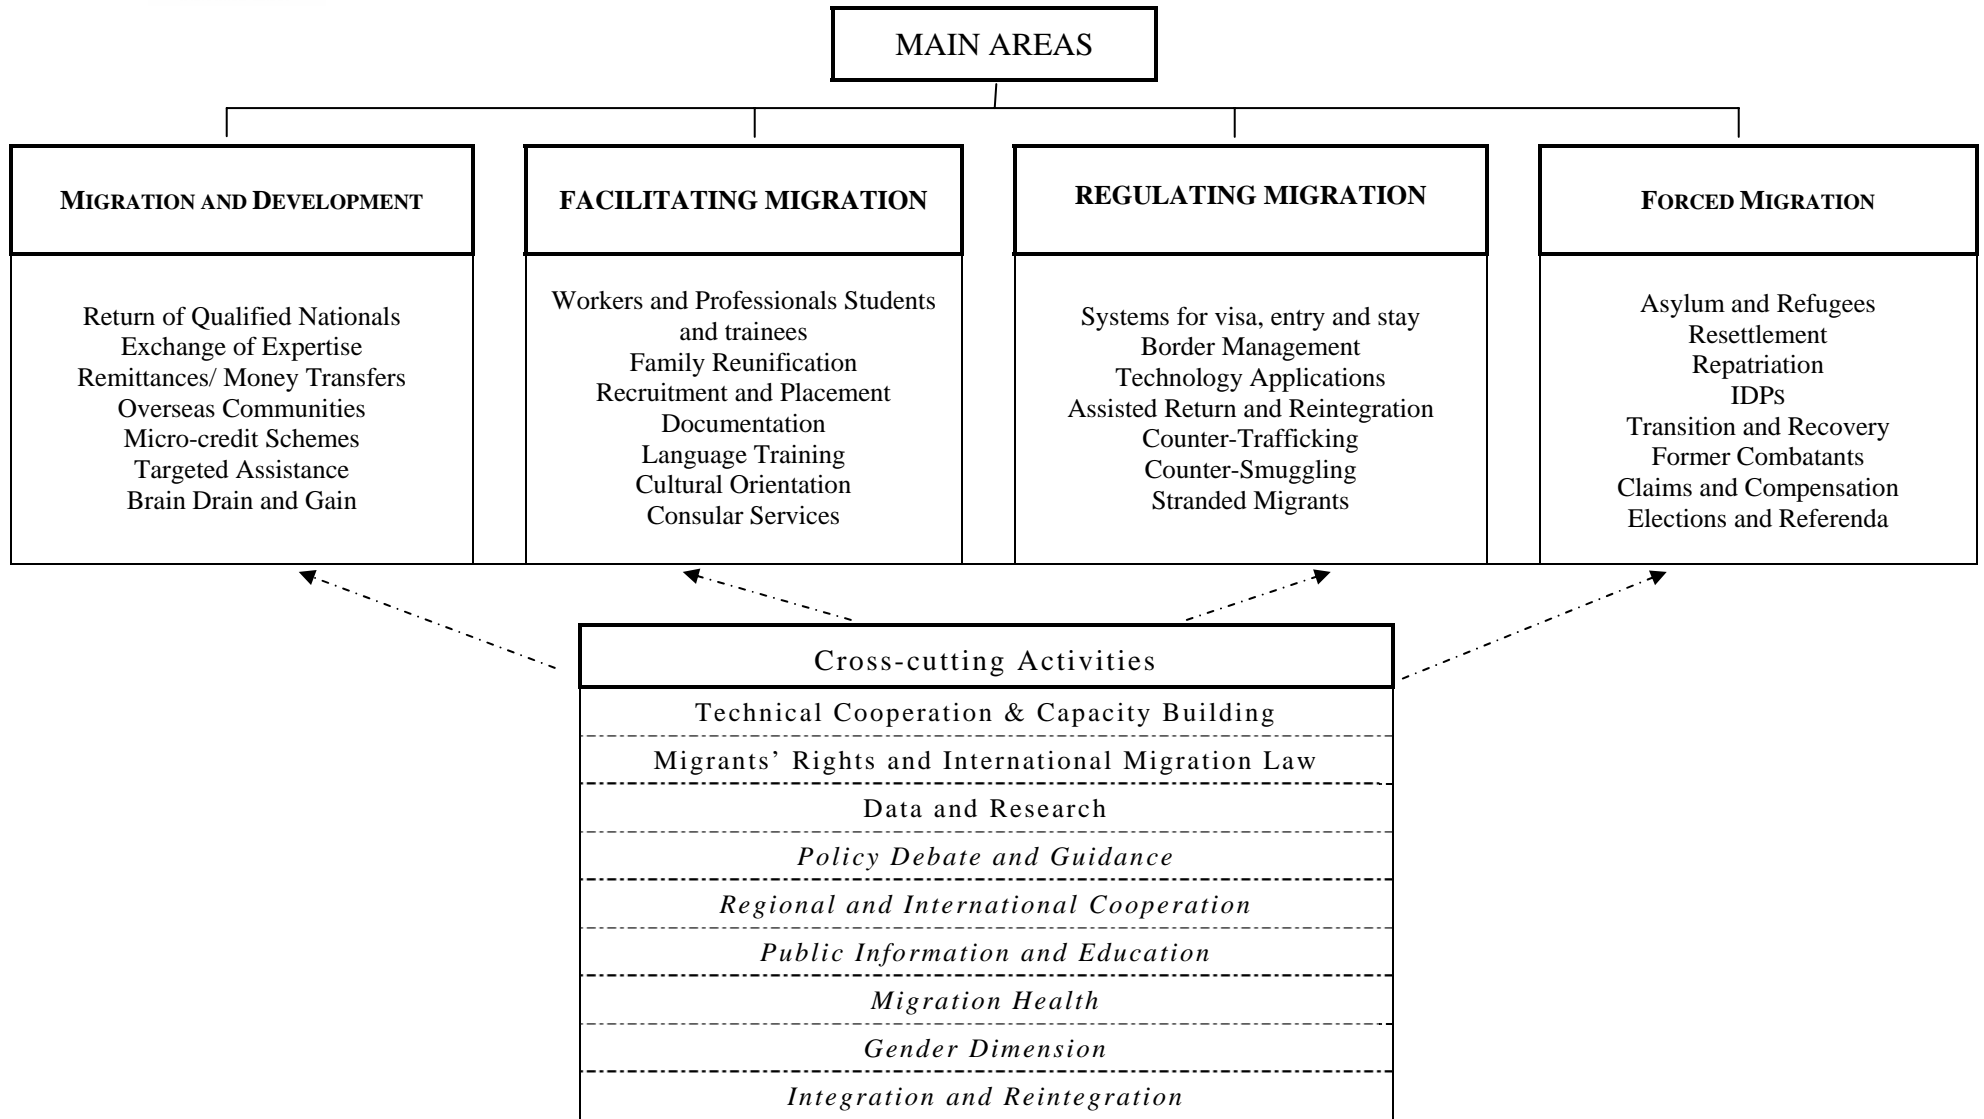 MAIN AREAS
MIGRATION AND DEVELOPMENT
Return of Qualified Nationals
Exchange of Expertise
Remittances/ Money Transfers
Overseas Communities
Micro-credit Schemes
Targeted Assistance
Brain Drain and Gain
FACILITATING MIGRATION
Workers and Professionals Students
and trainees
Family Reunification
Recruitment and Placement
Documentation
Language Training
Cultural Orientation
Consular Services
REGULATING MIGRATION
Systems for visa, entry and stay
Border Management
Technology Applications
Assisted Return and Reintegration
Counter-Trafficking
Counter-Smuggling
Stranded Migrants
FORCED MIGRATION
Asylum and Refugees
Resettlement
Repatriation
IDPs
Transition and Recovery
Former Combatants
Claims and Compensation
Elections and Referenda
Cross-cutting Activities
Technical Cooperation & Capacity Building
Migrants’ Rights and International Migration Law
Data and Research
Policy Debate and Guidance
Regional and International Cooperation
Public Information and Education
Migration Health
Gender Dimension
Integration and Reintegration